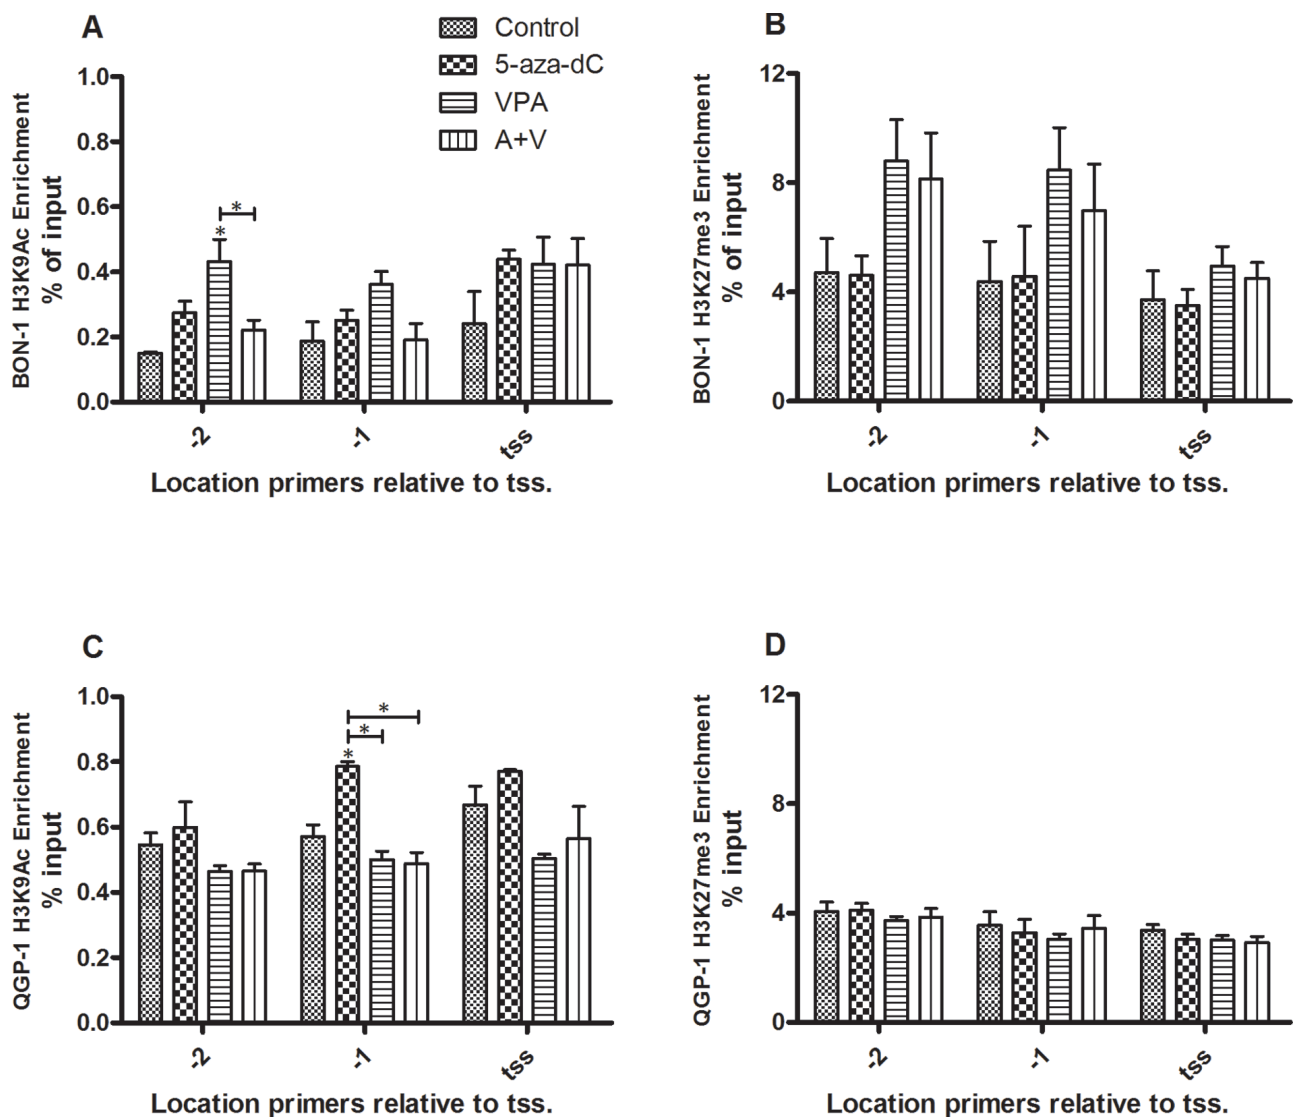 A
Control
5-aza-dC
VPA
A+V
BON-1 H3K9Ac Enrichment
% of input
1.0
0.8
0.6
0.4
0.2
0.0
*
*
-2
-1
tss
Location primers relative to tss.
B
BON-1 H3K27me3 Enrichment
% of input
12
8
4
0
-2
-1
tss
Location primers relative to tss.
C
QGP-1 H3K9Ac Enrichment
% input
1.0
0.8
0.6
0.4
0.2
0.0
*
*
*
-2
-1
tss
Location primers relative to tss.
D
QGP-1 H3K27me3 Enrichment
% input
12
8
4
0
-2
-1
tss
Location primers relative to tss.